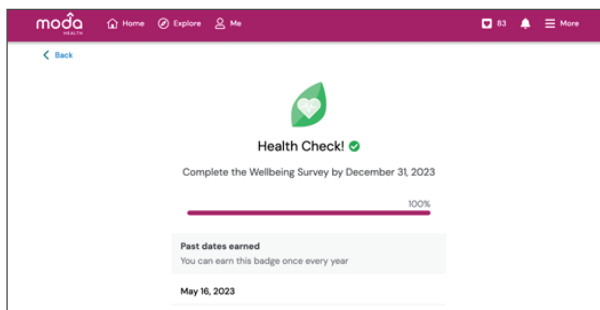 moda
HEALTH
Home
Explore
Me
83
More
Back
Health Check!
Complete the Wellbeing Survey by December 31, 2023
100%
Past dates earned
You can earn this badge once every year
May 16, 2023